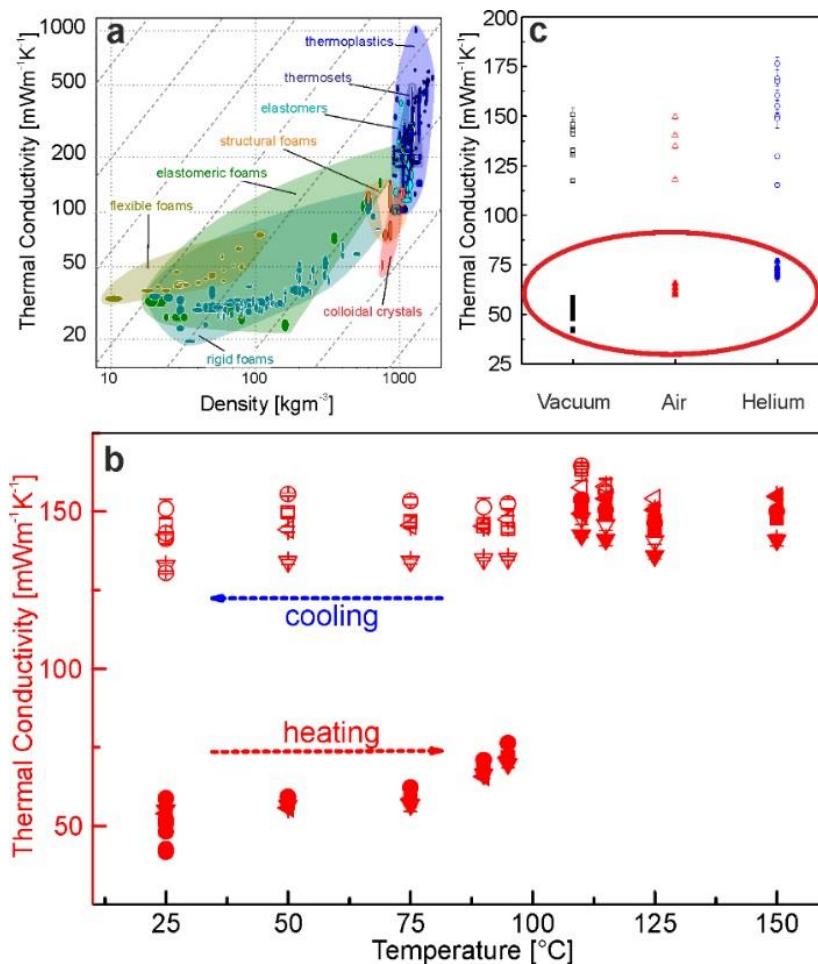 a
Thermal Conductivity [mWm⁻¹K⁻¹]
1000
500
200
100
50
20
thermoplastics
thermosets
elastomers
structural foams
elastomeric foams
flexible foams
colloidal crystals
rigid foams
10
100
1000
Density [kgm⁻³]
c
Thermal Conductivity [mWm⁻¹K⁻¹]
200
175
150
125
100
75
50
25
Vacuum
Air
Helium
b
Thermal Conductivity [mWm⁻¹K⁻¹]
150
100
50
cooling
heating
25
50
75
100
125
150
Temperature [°C]